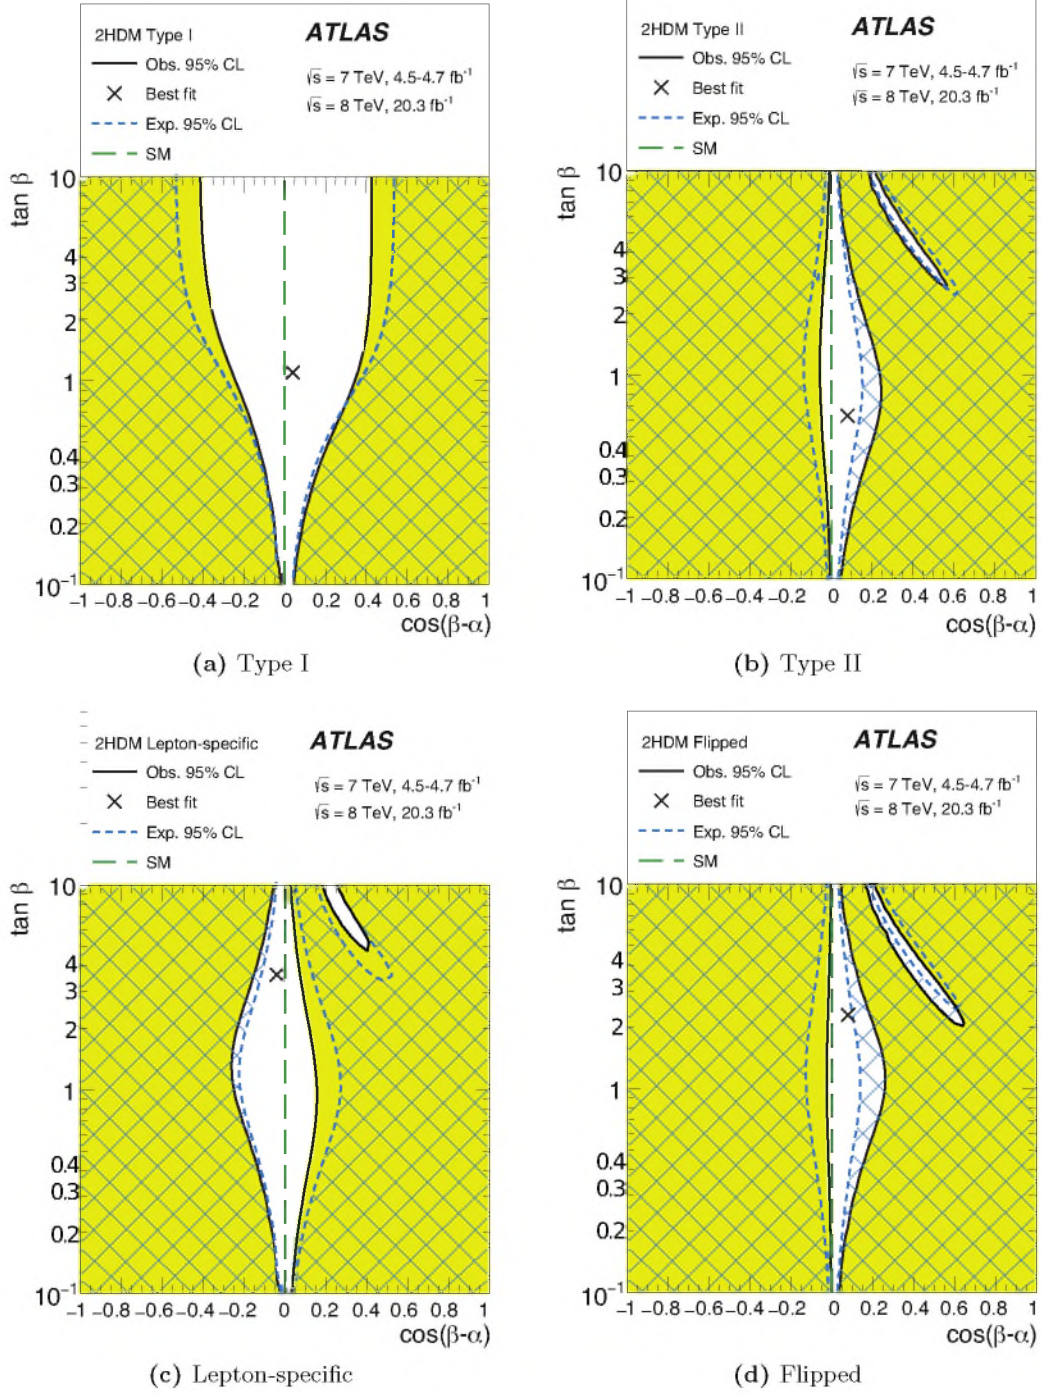 2HDM Type I
ATLAS
Obs. 95% CL
Best fit
Exp. 95% CL
SM
√s = 7 TeV, 4.5-4.7 fb⁻¹
√s = 8 TeV, 20.3 fb⁻¹
tan β
10
4
3
2
1
0.4
0.3
0.2
10⁻¹
−1 −0.8 −0.6 −0.4 −0.2 0 0.2 0.4 0.6 0.8 1
cos(β-α)
(a) Type I
2HDM Type II
ATLAS
Obs. 95% CL
Best fit
Exp. 95% CL
SM
√s = 7 TeV, 4.5-4.7 fb⁻¹
√s = 8 TeV, 20.3 fb⁻¹
tan β
10
4
3
2
1
0.4
0.3
0.2
10⁻¹
−1 −0.8 −0.6 −0.4 −0.2 0 0.2 0.4 0.6 0.8 1
cos(β-α)
(b) Type II
2HDM Lepton-specific
ATLAS
Obs. 95% CL
Best fit
Exp. 95% CL
SM
√s = 7 TeV, 4.5-4.7 fb⁻¹
√s = 8 TeV, 20.3 fb⁻¹
tan β
10
4
3
2
1
0.4
0.3
0.2
10⁻¹
−1 −0.8 −0.6 −0.4 −0.2 0 0.2 0.4 0.6 0.8 1
cos(β-α)
(c) Lepton-specific
2HDM Flipped
ATLAS
Obs. 95% CL
Best fit
Exp. 95% CL
SM
√s = 7 TeV, 4.5-4.7 fb⁻¹
√s = 8 TeV, 20.3 fb⁻¹
tan β
10
4
3
2
1
0.4
0.3
0.2
10⁻¹
−1 −0.8 −0.6 −0.4 −0.2 0 0.2 0.4 0.6 0.8 1
cos(β-α)
(d) Flipped